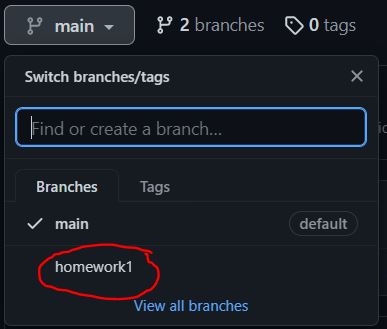 main 2 branches 0 tags
Switch branches/tags
Find or create a branch...
Branches Tags
main default
homework1
View all branches